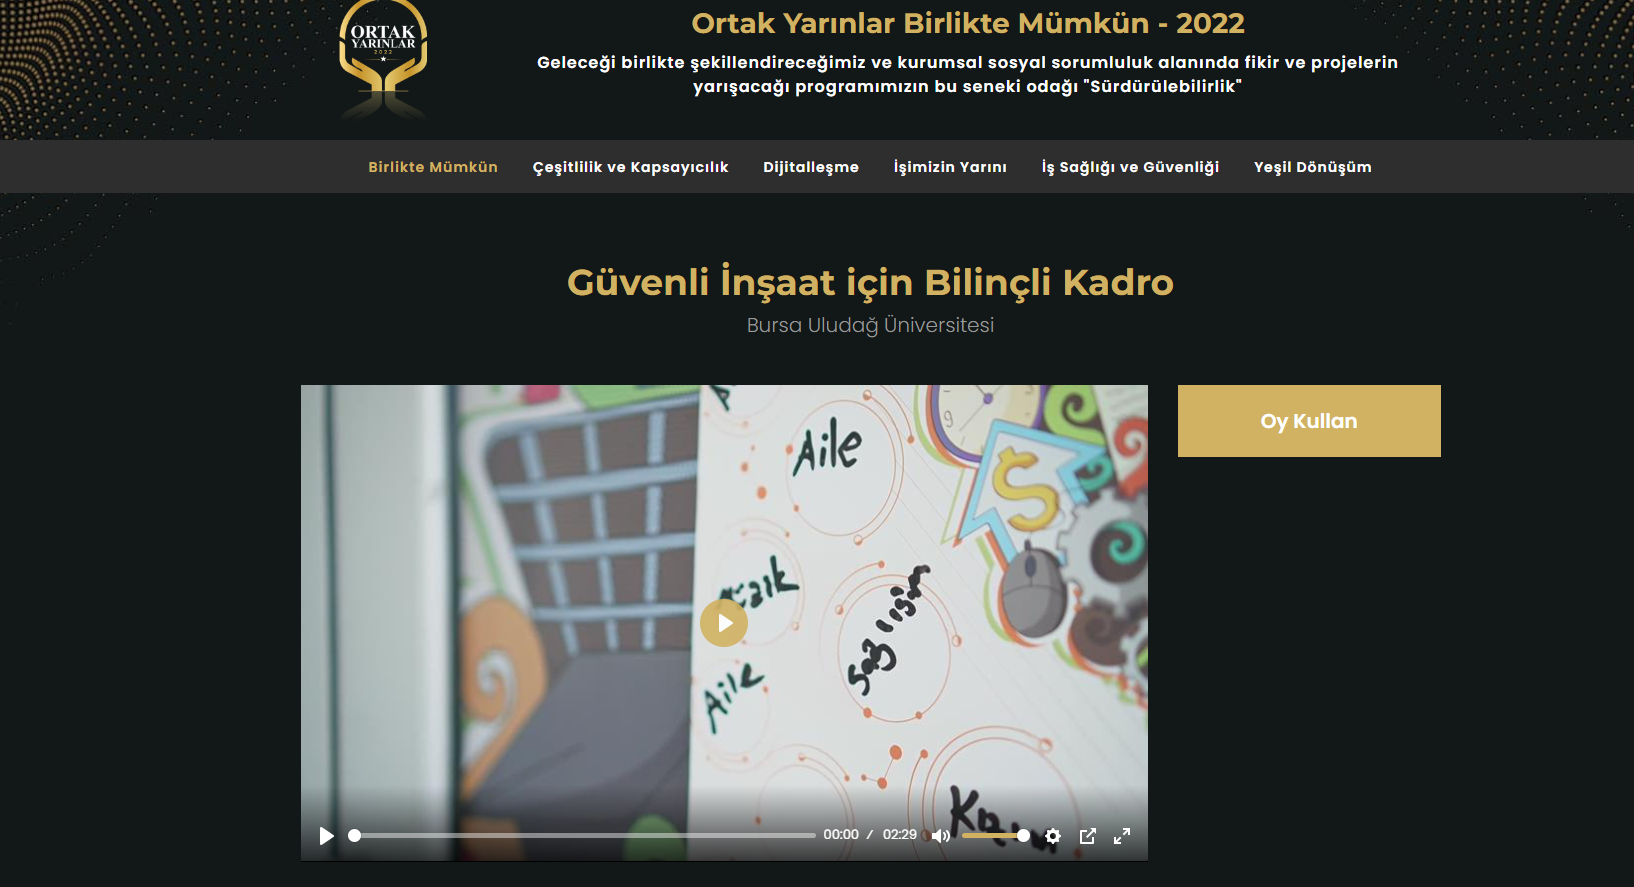 ORTAK
YARINLAR
2022
Ortak Yarınlar Birlikte Mümkün - 2022
Geleceği birlikte şekillendireceğimiz ve kurumsal sosyal sorumluluk alanında fikir ve projelerin
yarışacağı programımızın bu seneki odağı "Sürdürülebilirlik"
Birlikte Mümkün Çeşitlilik ve Kapsayıcılık Dijitalleşme İşimizin Yarını İş Sağlığı ve Güvenliği Yeşil Dönüşüm
Güvenli İnşaat için Bilinçli Kadro
Bursa Uludağ Üniversitesi
Oy Kullan
Aile
$
Aile
00:00 / 02:29